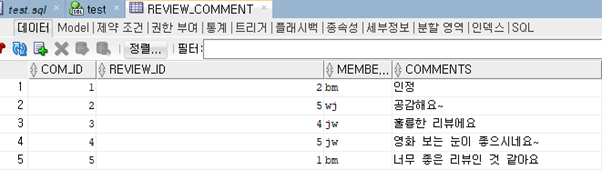 test.sql test REVIEW_COMMENT
데이터 Model 제약 조건 권한 부여 통계 트리거 플래시백 종속성 세부정보 분할 영역 인덱스 SQL
정렬... 필터:
COM_ID REVIEW_ID MEMBE... COMMENTS
1 1 2 bm 인정
2 2 5 wj 공감해요~
3 3 4 jw 훌륭한 리뷰에요
4 4 5 jw 영화 보는 눈이 좋으시네요~
5 5 1 bm 너무 좋은 리뷰인 것 같아요